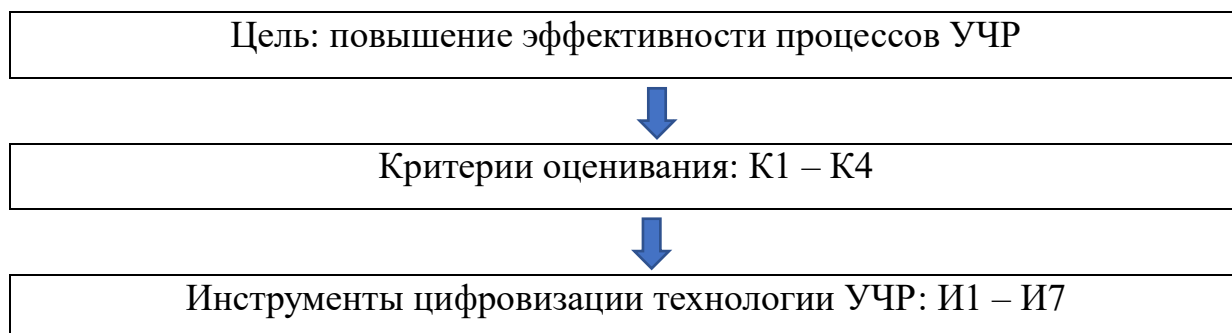 Цель: повышение эффективности процессов УЧР
Критерии оценивания: К1 – К4
Инструменты цифровизации технологии УЧР: И1 – И7